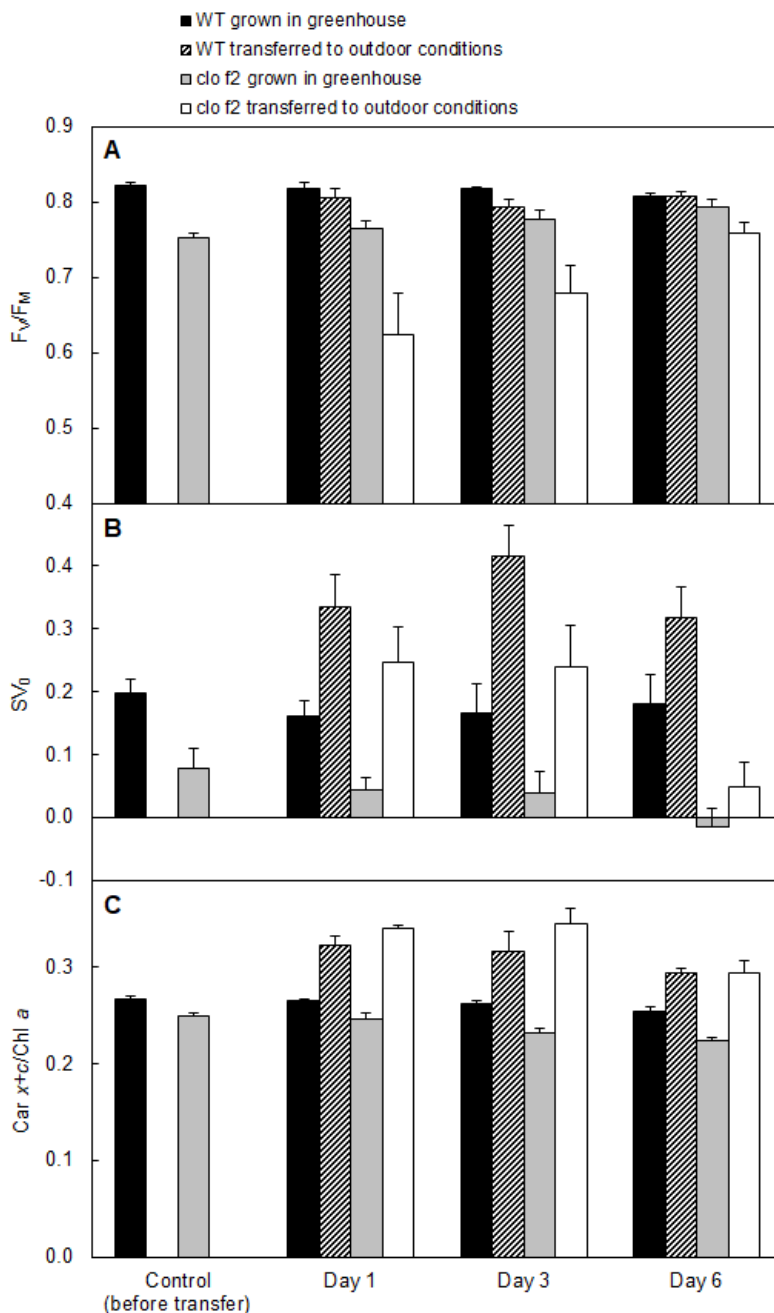 WT grown in greenhouse
WT transferred to outdoor conditions
clo f2 grown in greenhouse
clo f2 transferred to outdoor conditions
A
0.9
0.8
0.7
0.6
0.5
0.4
FV/FM
B
0.4
0.3
0.2
0.1
0.0
-0.1
SV0
C
0.3
0.2
0.1
0.0
Car x+c/Chl a
Control Day 1 Day 3 Day 6
(before transfer)